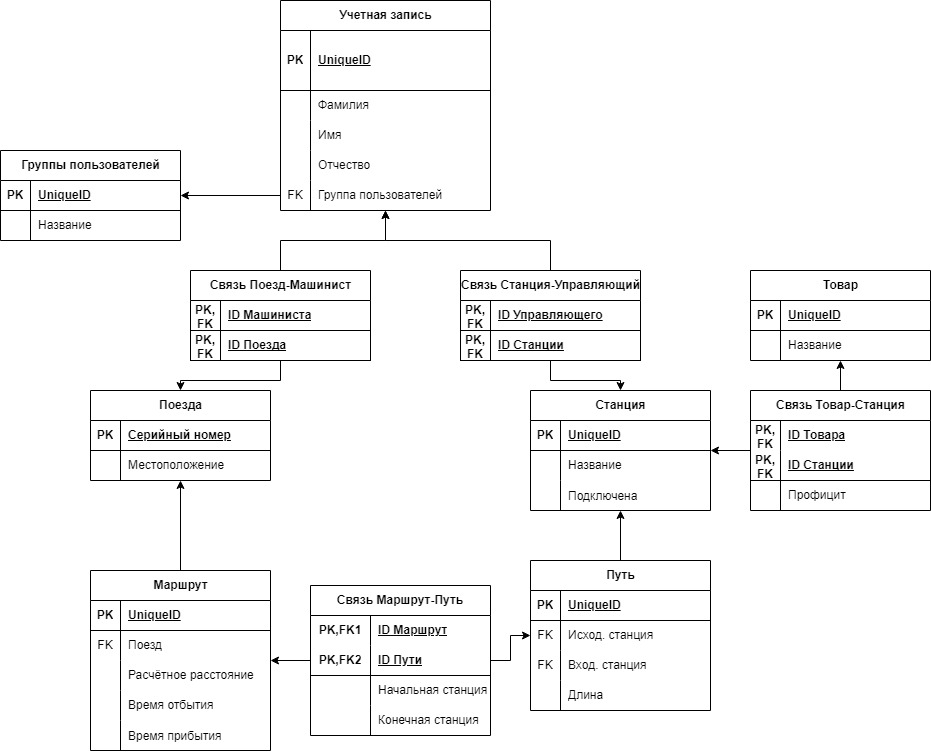 Учетная запись
PK UniqueID
Фамилия
Имя
Отчество
FK Группа пользователей
Группы пользователей
PK UniqueID
Название
Связь Поезд-Машинист
PK, FK ID Машиниста
PK, FK ID Поезда
Связь Станция-Управляющий
PK, FK ID Управляющего
PK, FK ID Станции
Товар
PK UniqueID
Название
Поезда
PK Серийный номер
Местоположение
Станция
PK UniqueID
Название
Подключена
Связь Товар-Станция
PK, FK ID Товара
PK, FK ID Станции
Профицит
Маршрут
PK UniqueID
FK Поезд
Расчётное расстояние
Время отбытия
Время прибытия
Связь Маршрут-Путь
PK,FK1 ID Маршрут
PK,FK2 ID Пути
Начальная станция
Конечная станция
Путь
PK UniqueID
FK Исход. станция
FK Вход. станция
Длина